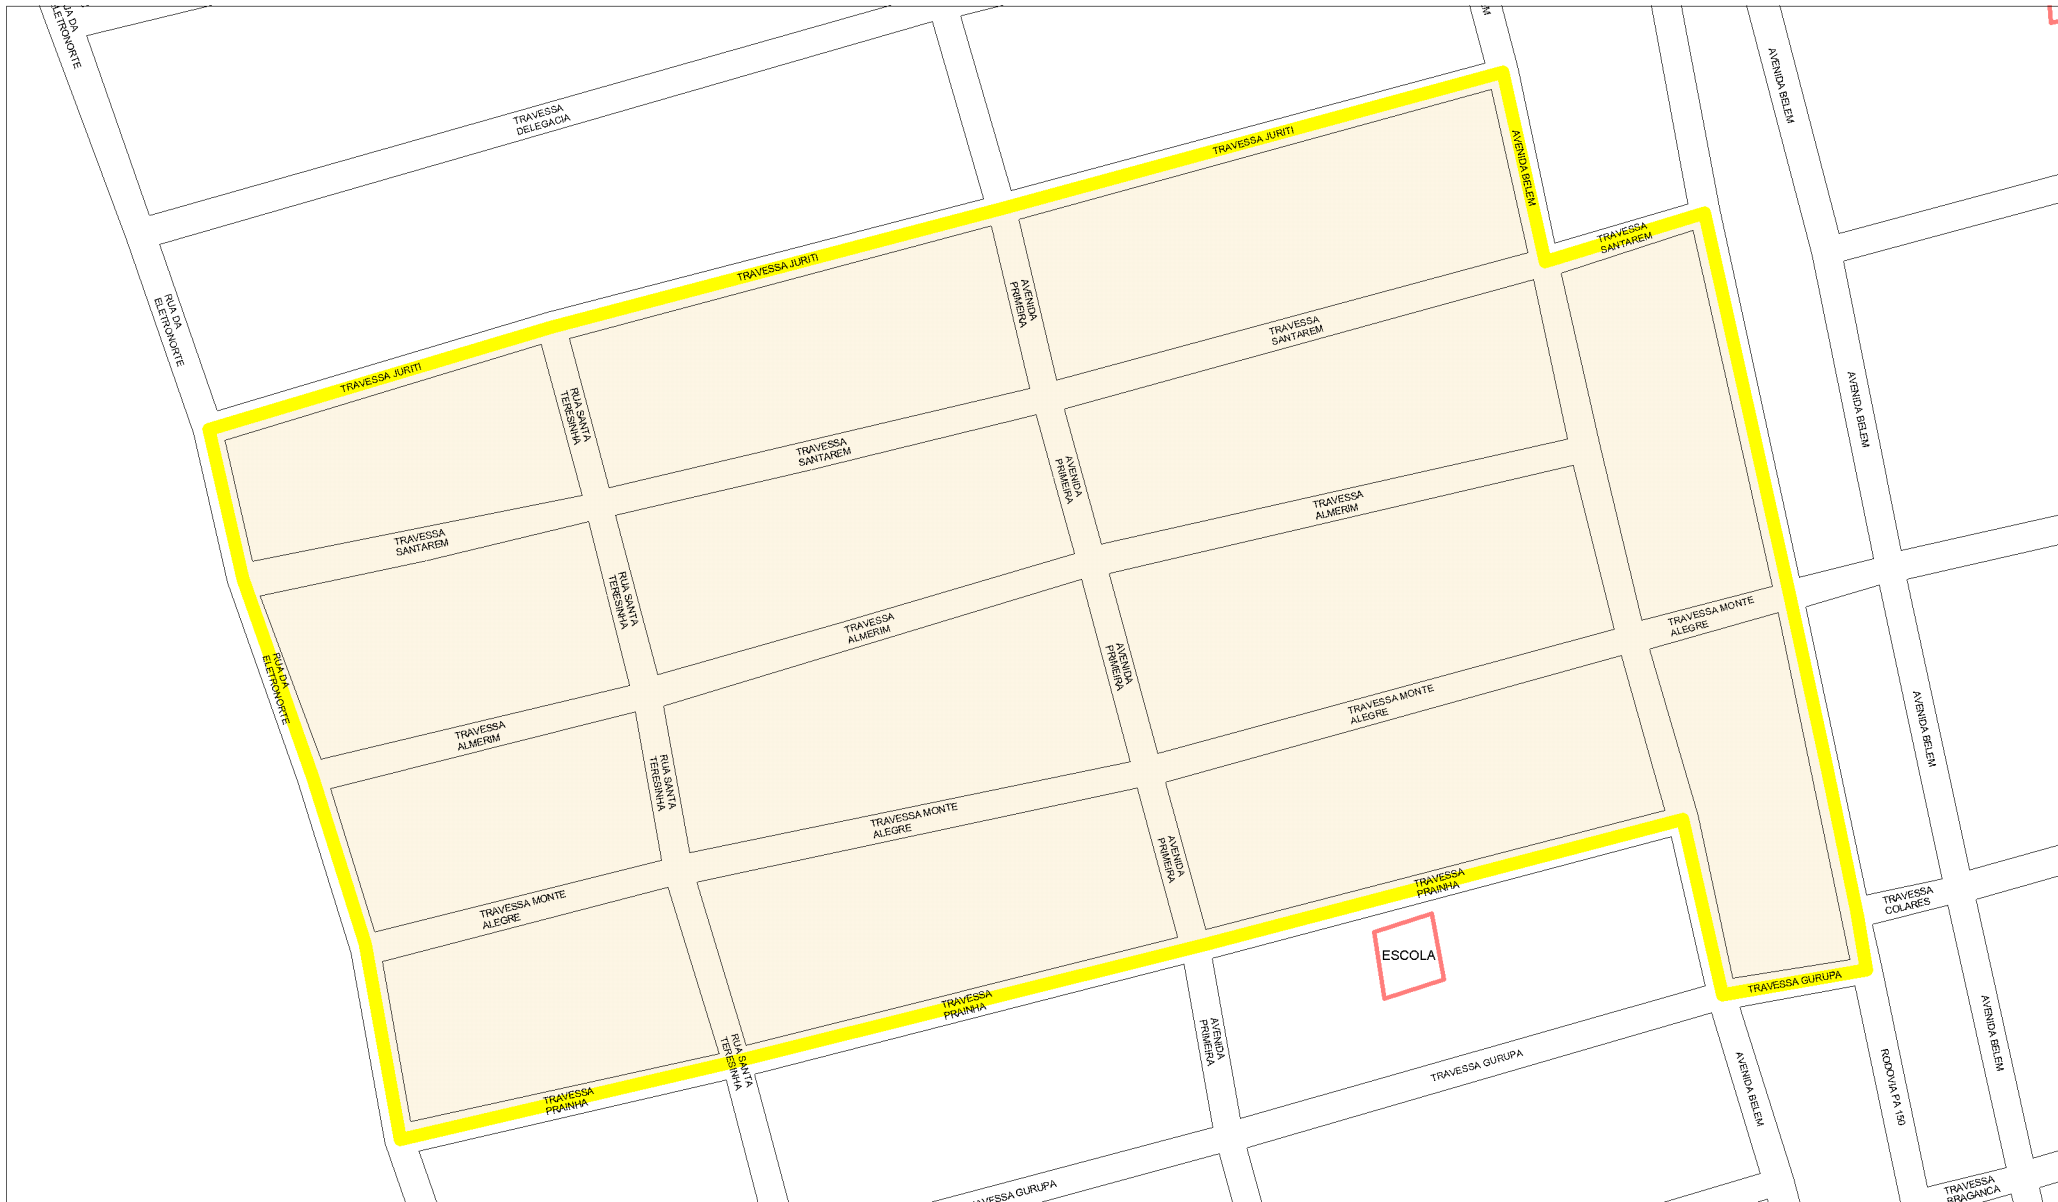 RUA DA
ELETRONORTE
TRAVESSA
DELEGACIA
AVENIDA BELEM
TRAVESSA JURITI
AVENIDA BELEM
TRAVESSA
SANTAREM
TRAVESSA JURITI
AVENIDA
PRIMEIRA
RUA DA
ELETRONORTE
TRAVESSA
SANTAREM
TRAVESSA JURITI
RUA SANTA
TERESINHA
AVENIDA BELEM
TRAVESSA
SANTAREM
AVENIDA
PRIMEIRA
TRAVESSA
ALMERIM
TRAVESSA
SANTAREM
RUA SANTA
TERESINHA
TRAVESSA MONTE
ALEGRE
TRAVESSA
ALMERIM
AVENIDA
PRIMEIRA
RUA DA
ELETRONORTE
TRAVESSA MONTE
ALEGRE
AVENIDA BELEM
TRAVESSA
ALMERIM
RUA SANTA
TERESINHA
TRAVESSA MONTE
ALEGRE
AVENIDA
PRIMEIRA
TRAVESSA
PRAINHA
TRAVESSA
COLARES
TRAVESSA MONTE
ALEGRE
ESCOLA
TRAVESSA GURUPA
TRAVESSA
PRAINHA
AVENIDA
PRIMEIRA
AVENIDA BELEM
RUA SANTA
TERESINHA
TRAVESSA GURUPA
AVENIDA BELEM
RODOVIA PA 150
TRAVESSA
PRAINHA
AVESSA GURUPA
TRAVESSA
BRAGANCA